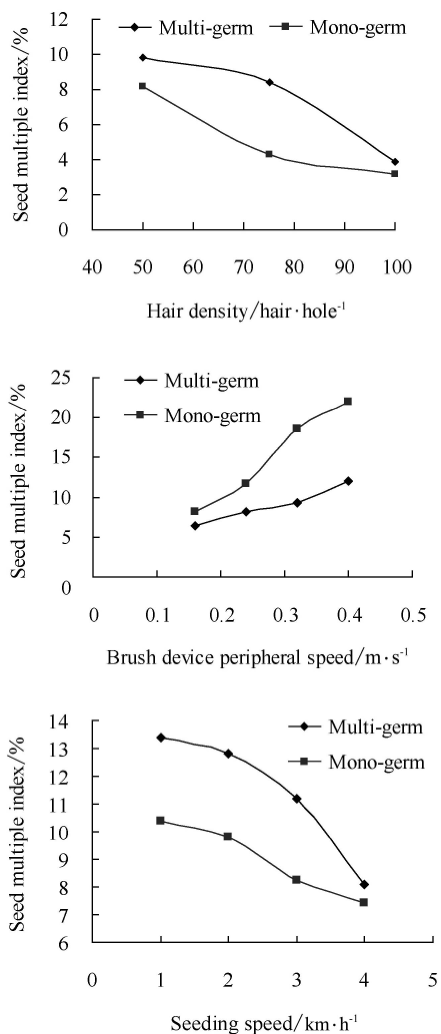 Multi-germ Mono-germ
Seed multiple index/%
12
10
8
6
4
2
0
40 50 60 70 80 90 100
Hair density/hair·hole⁻¹
Multi-germ
Mono-germ
Seed multiple index/%
25
20
15
10
5
0
0 0.1 0.2 0.3 0.4 0.5
Brush device peripheral speed/m·s⁻¹
Multi-germ
Mono-germ
Seed multiple index/%
14
13
12
11
10
9
8
7
6
0 1 2 3 4 5
Seeding speed/km·h⁻¹